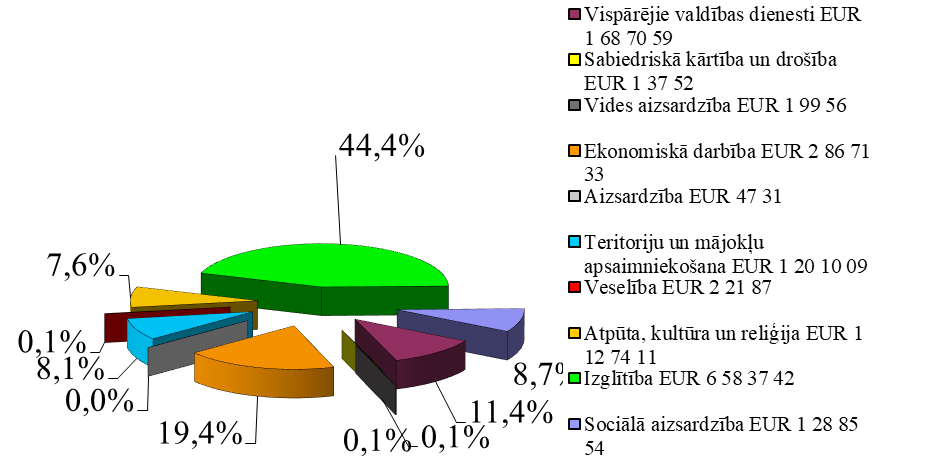 44,4%
7,6%
0,1%
8,1%
0,0%
19,4%
0,1%
0,1%
11,4%
8,7%
Vispārējie valdības dienesti EUR
1 68 70 59
Sabiedriskā kārtība un drošība
EUR 1 37 52
Vides aizsardzība EUR 1 99 56
Ekonomiskā darbība EUR 2 86 71
33
Aizsardzība EUR 47 31
Teritoriju un mājokļu
apsaimniekošana EUR 1 20 10 09
Veselība EUR 2 21 87
Atpūta, kultūra un reliģija EUR 1
12 74 11
Izglītība EUR 6 58 37 42
Sociālā aizsardzība EUR 1 28 85
54